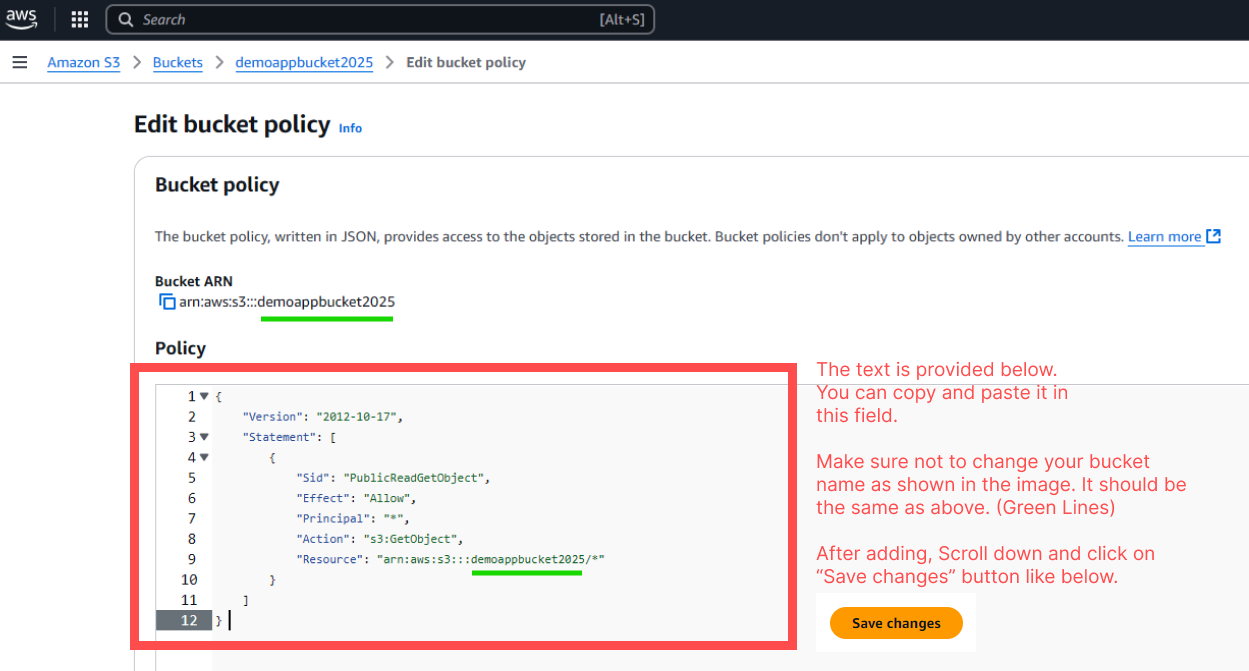 aws
Search [Alt+S]
Amazon S3 > Buckets > demoappbucket2025 > Edit bucket policy
Edit bucket policy Info
Bucket policy
The bucket policy, written in JSON, provides access to the objects stored in the bucket. Bucket policies don't apply to objects owned by other accounts. Learn more
Bucket ARN
arn:aws:s3:::demoappbucket2025
Policy
1 {
2 "Version": "2012-10-17",
3 "Statement": [
4 {
5 "Sid": "PublicReadGetObject",
6 "Effect": "Allow",
7 "Principal": "*",
8 "Action": "s3:GetObject",
9 "Resource": "arn:aws:s3:::demoappbucket2025/*"
10 }
11 ]
12 }
The text is provided below.
You can copy and paste it in
this field.
Make sure not to change your bucket
name as shown in the image. It should be
the same as above. (Green Lines)
After adding, Scroll down and click on
“Save changes” button like below.
Save changes